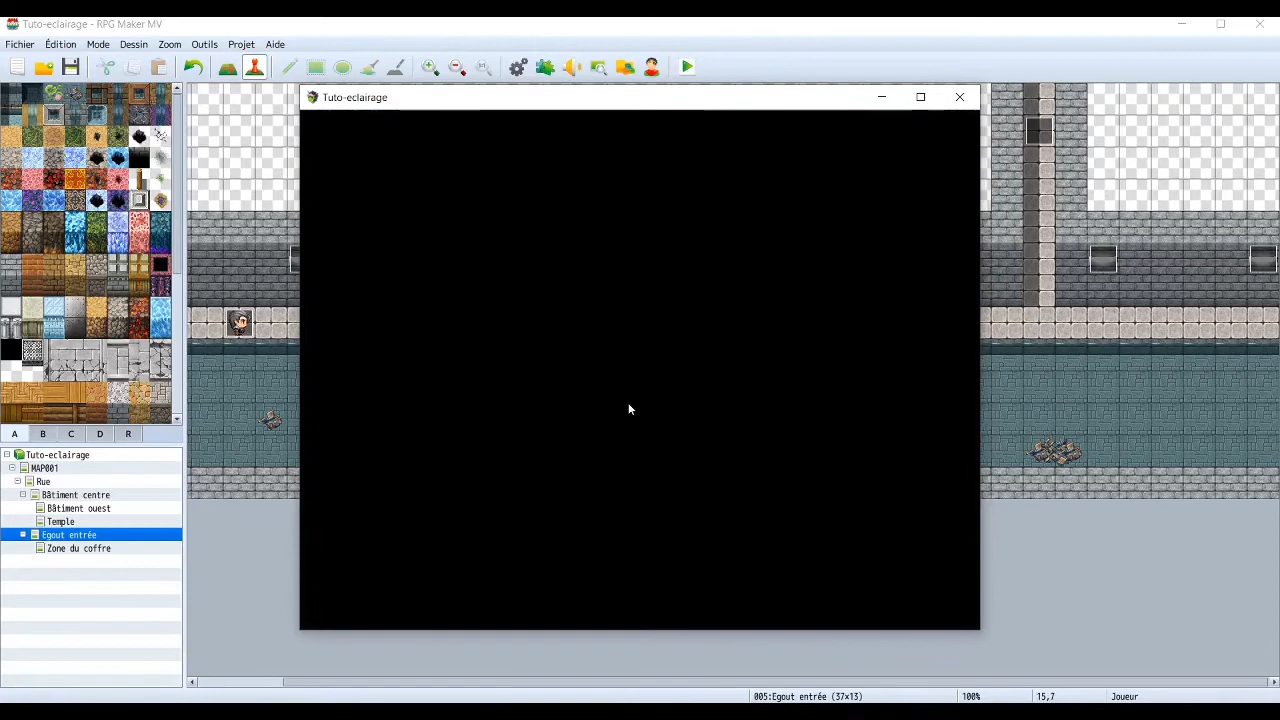 Tuto-eclairage - RPG Maker MV
Fichier Édition Mode Dessin Zoom Outils Projet Aide
Tuto-eclairage
A B C D R
Tuto-eclairage
MAP001
Rue
Bâtiment centre
Bâtiment ouest
Temple
Egout entrée
Zone du coffre
005:Egout entrée (37x13) 100% 15,7 Joueur